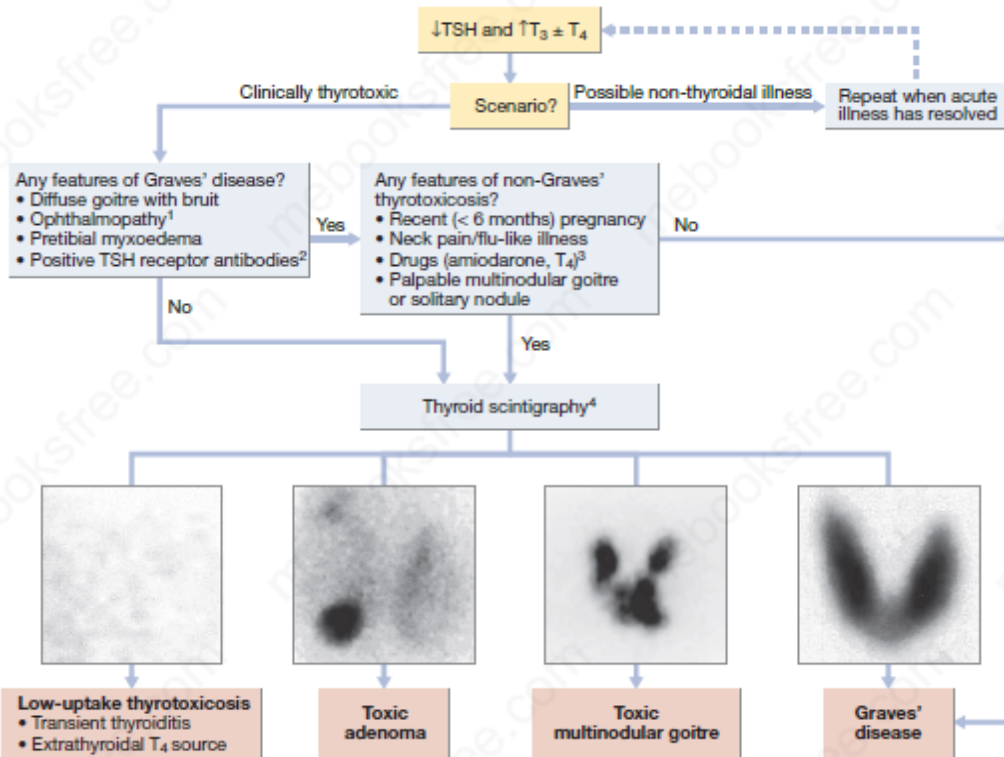 ↓TSH and ↑T₃ ± T₄
Clinically thyrotoxic
Scenario?
Possible non-thyroidal illness
Repeat when acute
illness has resolved
Any features of Graves' disease?
• Diffuse goitre with bruit
• Ophthalmopathy¹
• Pretibial myxoedema
• Positive TSH receptor antibodies²
Yes
Any features of non-Graves'
thyrotoxicosis?
• Recent (< 6 months) pregnancy
• Neck pain/flu-like illness
• Drugs (amiodarone, T₄)³
• Palpable multinodular goitre
or solitary nodule
No
No
Yes
Thyroid scintigraphy⁴
Low-uptake thyrotoxicosis
• Transient thyroiditis
• Extrathyroidal T₄ source
Toxic
adenoma
Toxic
multinodular goitre
Graves'
disease